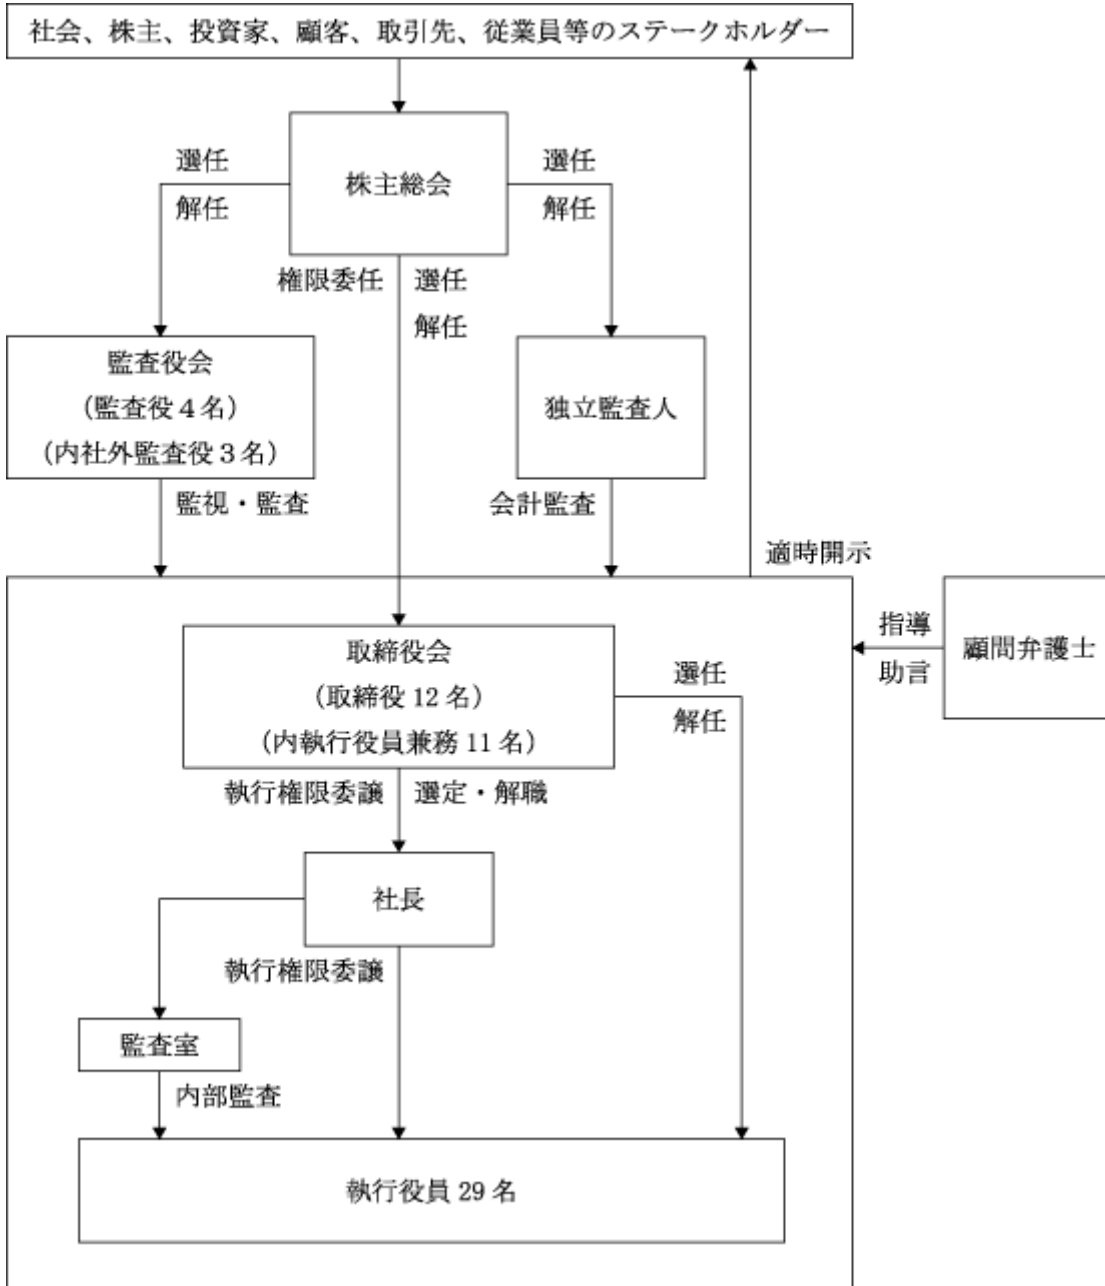 社会、株主、投資家、顧客、取引先、従業員等のステークホルダー
株主総会
選任
解任
選任
解任
権限委任
選任
解任
監査役会
(監査役4名)
(内社外監査役3名)
監視・監査
独立監査人
会計監査
適時開示
顧問弁護士
指導
助言
取締役会
(取締役12名)
(内執行役員兼務11名)
選任
解任
執行権限委譲
選定・解職
社長
執行権限委譲
監査室
内部監査
執行役員29名